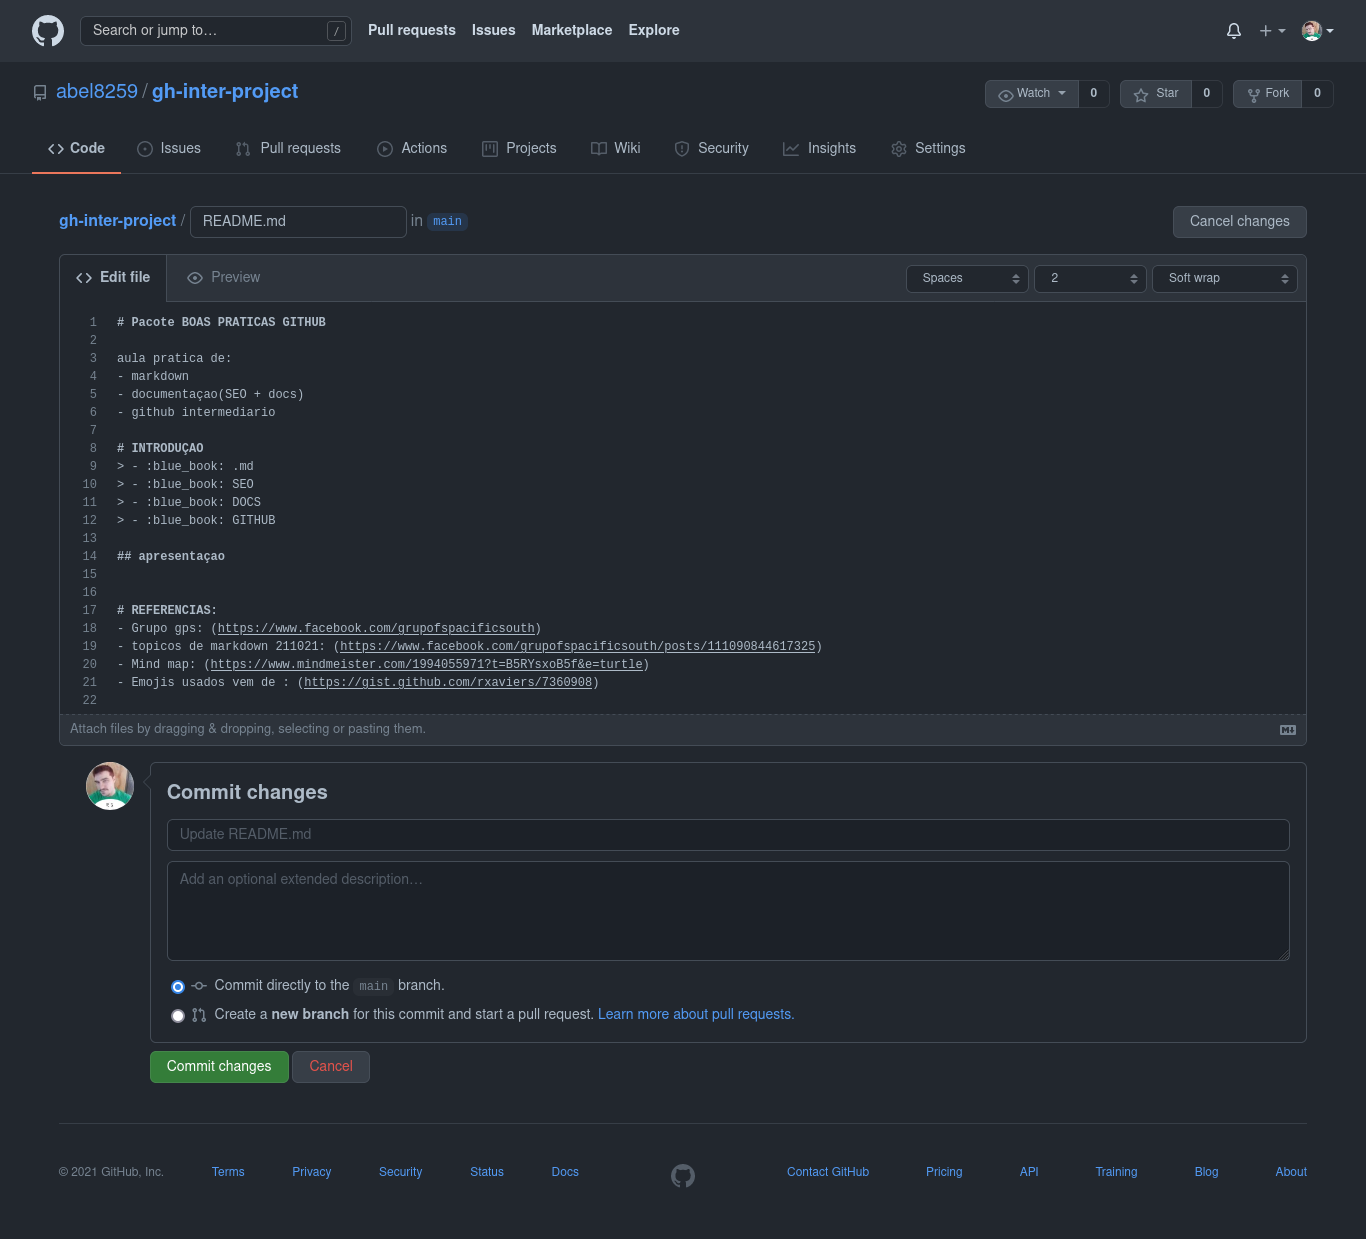 Search or jump to… /
Pull requests Issues Marketplace Explore
abel8259 / gh-inter-project
Watch 0 Star 0 Fork 0
Code Issues Pull requests Actions Projects Wiki Security Insights Settings
gh-inter-project / README.md in main
Cancel changes
Edit file Preview
Spaces 2 Soft wrap
1 # Pacote BOAS PRATICAS GITHUB
2
3 aula pratica de:
4 - markdown
5 - documentaçao(SEO + docs)
6 - github intermediario
7
8 # INTRODUÇAO
9 > - :blue_book: .md
10 > - :blue_book: SEO
11 > - :blue_book: DOCS
12 > - :blue_book: GITHUB
13
14 ## apresentaçao
15
16
17 # REFERENCIAS:
18 - Grupo gps: (https://www.facebook.com/grupofspacificsouth)
19 - topicos de markdown 211021: (https://www.facebook.com/grupofspacificsouth/posts/111090844617325)
20 - Mind map: (https://www.mindmeister.com/1994055971?t=B5RYsxoB5f&e=turtle)
21 - Emojis usados vem de : (https://gist.github.com/rxaviers/7360908)
22
Attach files by dragging & dropping, selecting or pasting them.
Commit changes
Update README.md
Add an optional extended description…
Commit directly to the main branch.
Create a new branch for this commit and start a pull request. Learn more about pull requests.
Commit changes Cancel
© 2021 GitHub, Inc. Terms Privacy Security Status Docs Contact GitHub Pricing API Training Blog About